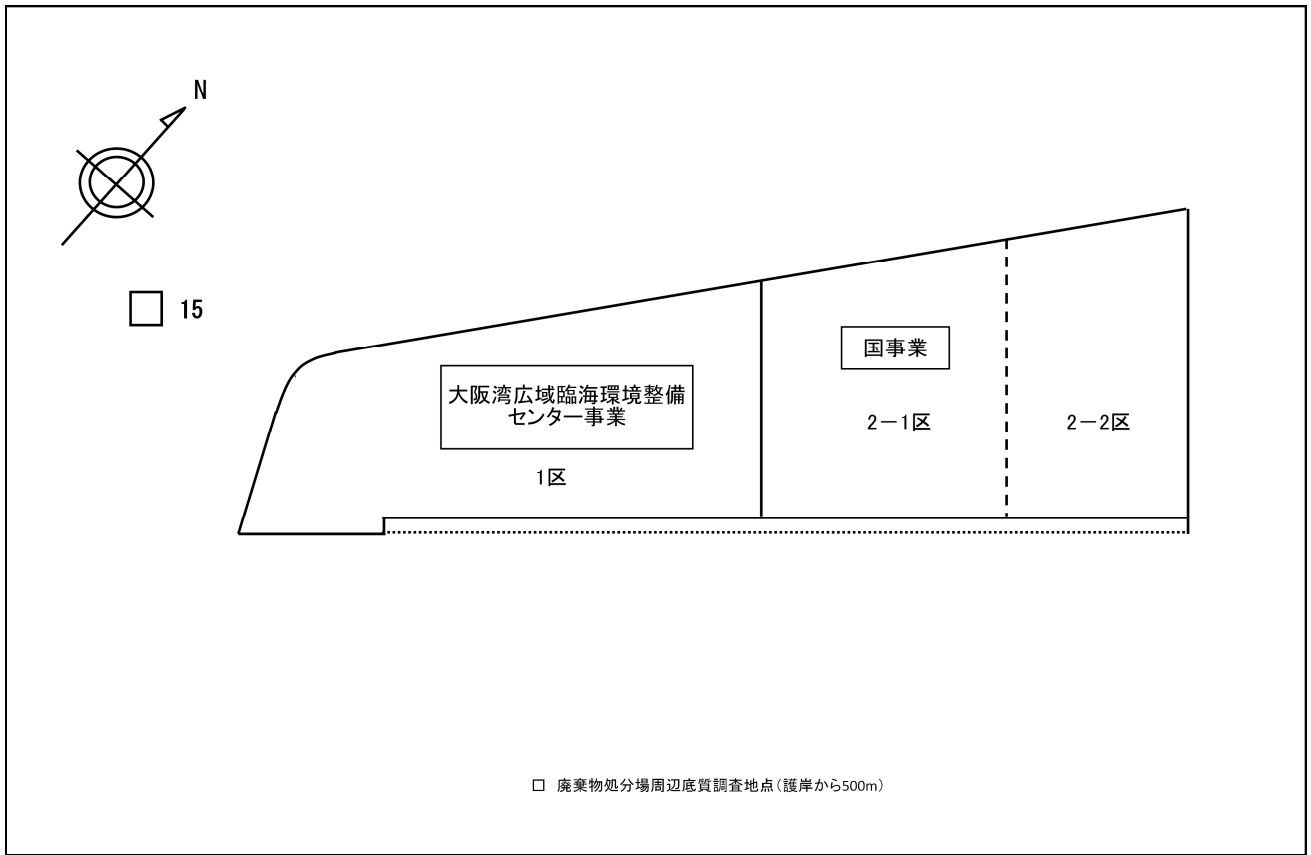 N
15
国事業
大阪湾広域臨海環境整備
センター事業
2－1区
2－2区
1区
□ 廃棄物処分場周辺底質調査地点（護岸から500m）